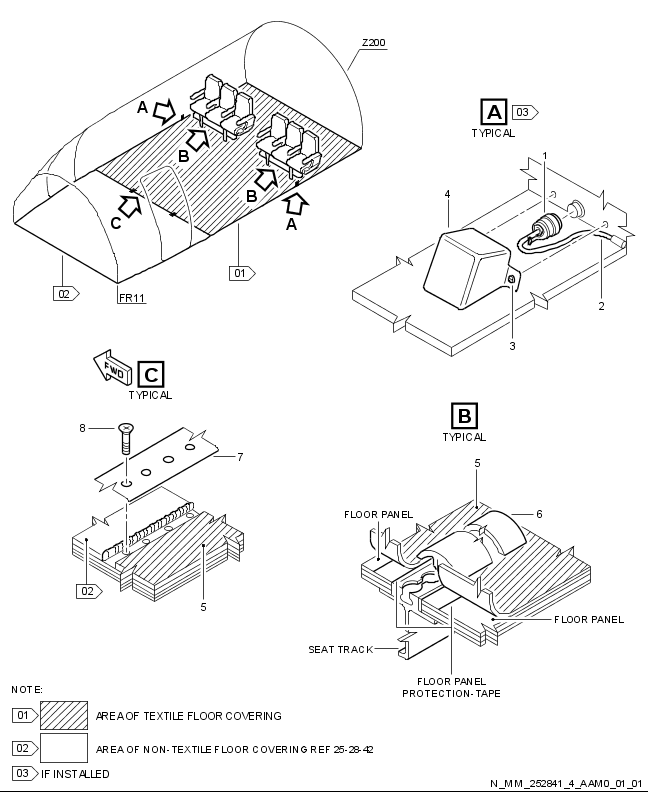 Z200
A
B
B
A
C
01
02
FR11
A 03
TYPICAL
1
4
2
3
FWD
C
TYPICAL
8
7
02
5
B
TYPICAL
5
6
FLOOR PANEL
FLOOR PANEL
SEAT TRACK
FLOOR PANEL
PROTECTION-TAPE
NOTE:
01 AREA OF TEXTILE FLOOR COVERING
02 AREA OF NON-TEXTILE FLOOR COVERING REF 25-28-42
03 IF INSTALLED
N_MM_252841_4_AAM0_01_01